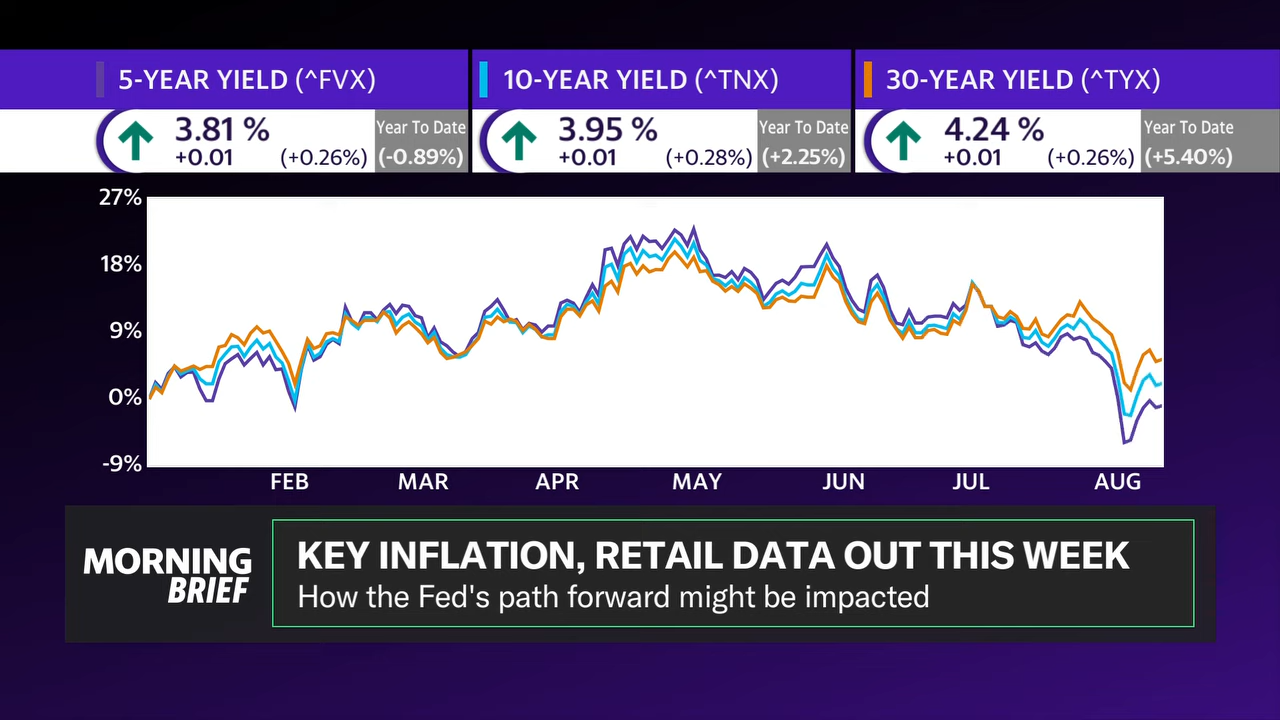 5-YEAR YIELD (^FVX)
3.81 %
+0.01 (+0.26%)
Year To Date
(-0.89%)
10-YEAR YIELD (^TNX)
3.95 %
+0.01 (+0.28%)
Year To Date
(+2.25%)
30-YEAR YIELD (^TYX)
4.24 %
+0.01 (+0.26%)
Year To Date
(+5.40%)
27%
18%
9%
0%
-9%
FEB MAR APR MAY JUN JUL AUG
MORNING
BRIEF
KEY INFLATION, RETAIL DATA OUT THIS WEEK
How the Fed's path forward might be impacted